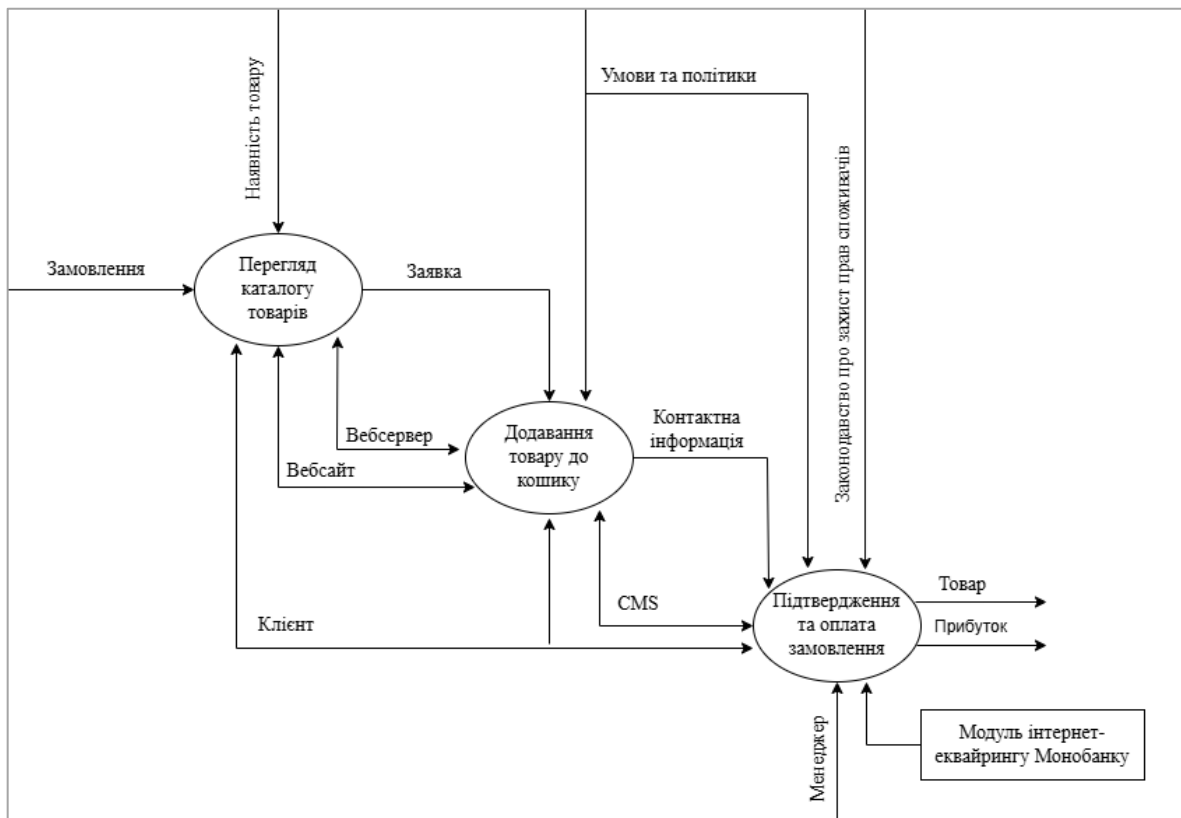 Умови та політики
Наявність товару
Законодавство про захист прав споживачів
Замовлення
Перегляд
каталогу
товарів
Заявка
Вебсервер
Вебсайт
Додавання
товару до
кошику
Контактна
інформація
Клієнт
CMS
Підтвердження
та оплата
замовлення
Товар
Прибуток
Менеджер
Модуль інтернет-
еквайрингу Монобанку